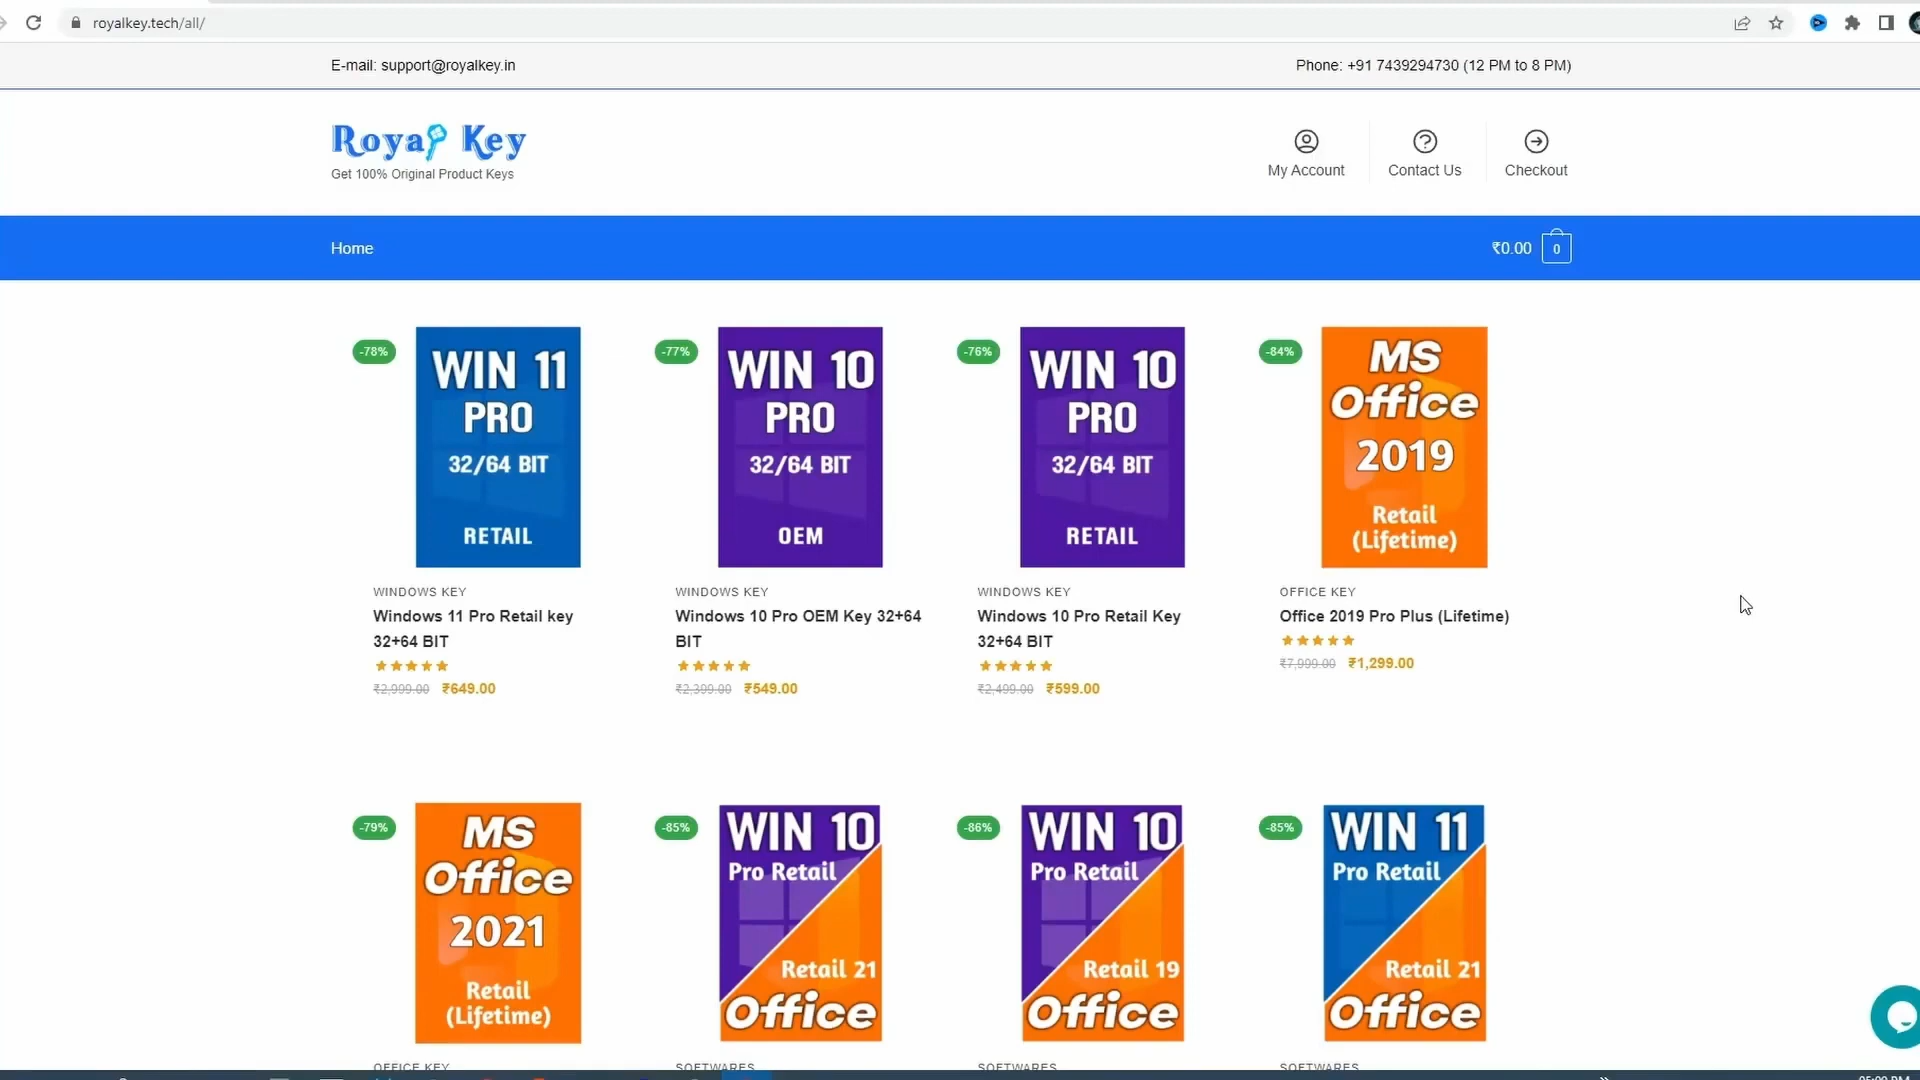 royalkey.tech/all/
E-mail: support@royalkey.in
Phone: +91 7439294730 (12 PM to 8 PM)
Royal Key
Get 100% Original Product Keys
My Account
Contact Us
Checkout
Home
₹0.00
0
-78%
WIN 11
PRO
32/64 BIT
RETAIL
WINDOWS KEY
Windows 11 Pro Retail key
32+64 BIT
₹2,999.00 ₹649.00
-77%
WIN 10
PRO
32/64 BIT
OEM
WINDOWS KEY
Windows 10 Pro OEM Key 32+64
BIT
₹2,399.00 ₹549.00
-76%
WIN 10
PRO
32/64 BIT
RETAIL
WINDOWS KEY
Windows 10 Pro Retail Key
32+64 BIT
₹2,499.00 ₹599.00
-84%
MS
Office
2019
Retail
(Lifetime)
OFFICE KEY
Office 2019 Pro Plus (Lifetime)
₹7,999.00 ₹1,299.00
-79%
MS
Office
2021
Retail
(Lifetime)
OFFICE KEY
-85%
WIN 10
Pro Retail
Retail 21
Office
SOFTWARES
-86%
WIN 10
Pro Retail
Retail 19
Office
SOFTWARES
-85%
WIN 11
Pro Retail
Retail 21
Office
SOFTWARES